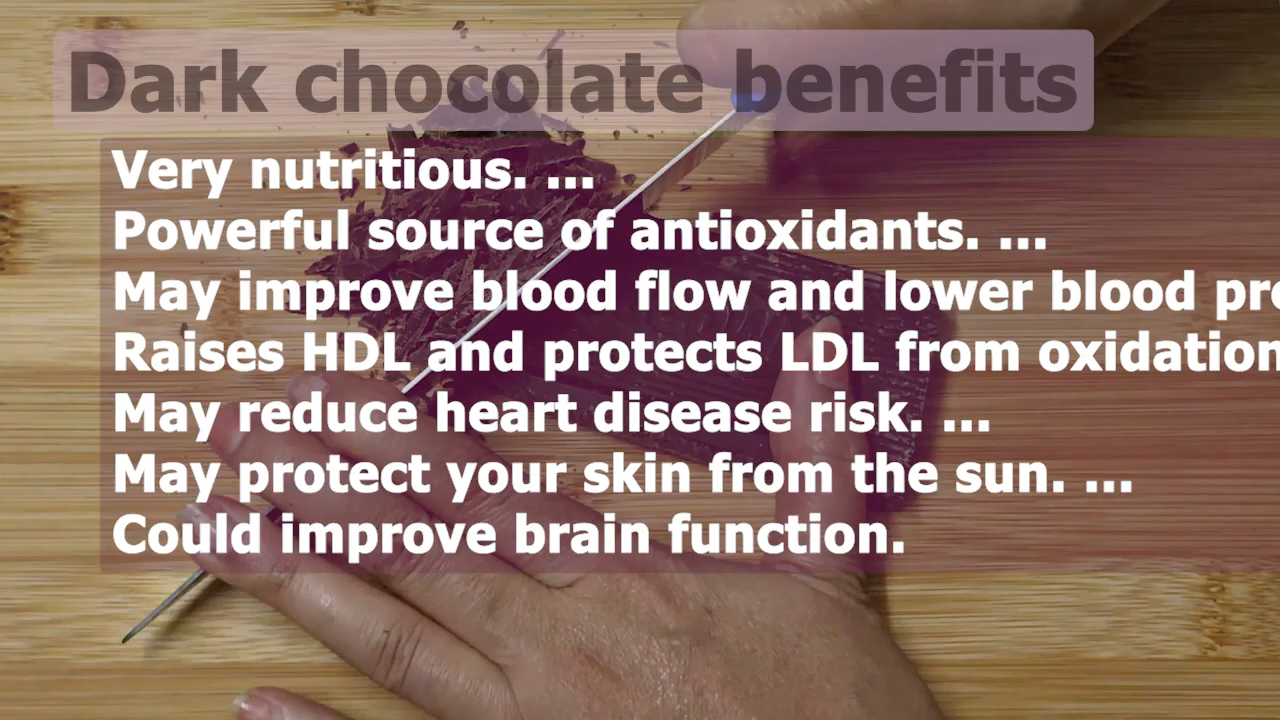 Dark chocolate benefits
Very nutritious. ...
Powerful source of antioxidants. ...
May improve blood flow and lower blood
Raises HDL and protects LDL from oxidation
May reduce heart disease risk. ...
May protect your skin from the sun. ...
Could improve brain function.